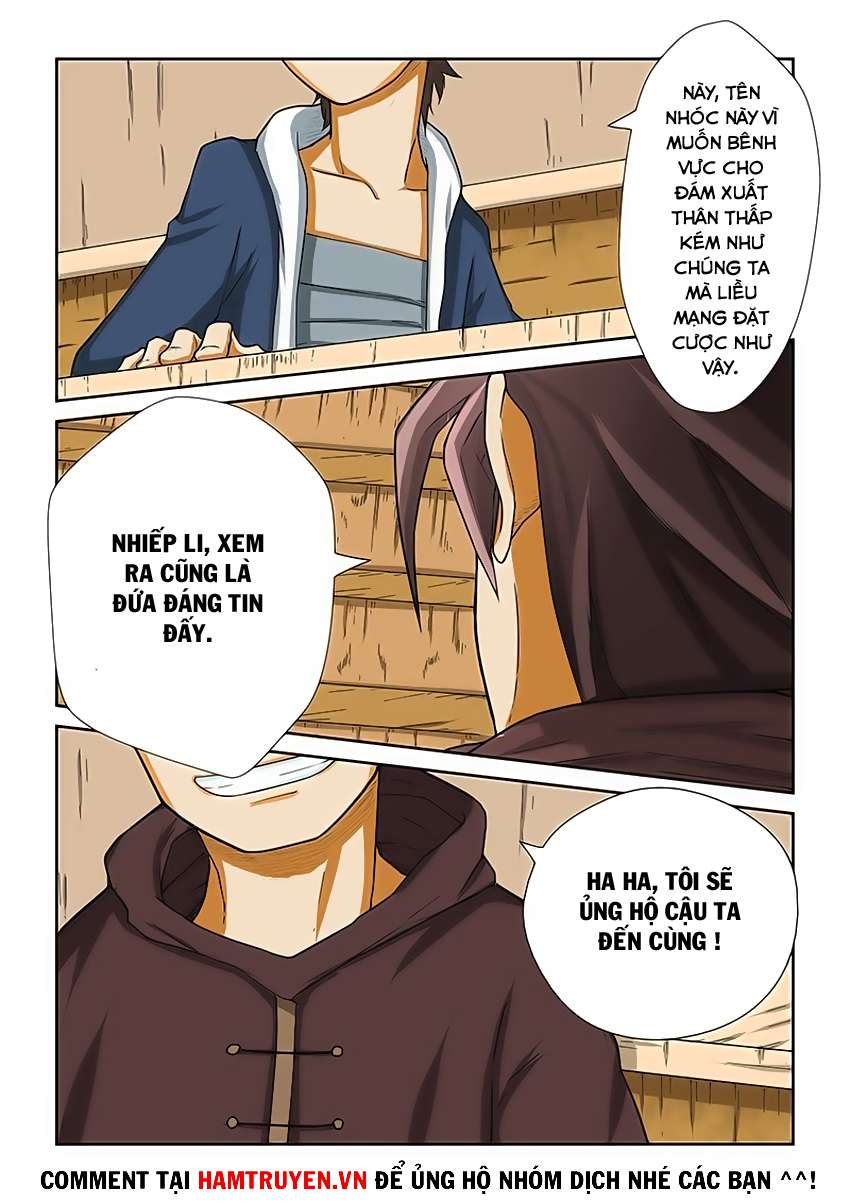 NÀY, TÊN
NHÓC NÀY VÌ
MUỐN BÊNH
VỰC CHO
ĐÁM XUẤT
THÂN THẤP
KÉM NHƯ
CHÚNG TA
MÀ LIỀU
MẠNG ĐẶT
CƯỢC NHƯ
VẬY.
NHIẾP LI, XEM
RA CŨNG LÀ
ĐỨA ĐÁNG TIN
ĐẤY.
HA HA, TÔI SẼ
ỦNG HỘ CẬU TA
ĐẾN CÙNG !
COMMENT TẠI HAMTRUYEN.VN ĐỂ ỦNG HỘ NHÓM DỊCH NHÉ CÁC BẠN ^^!